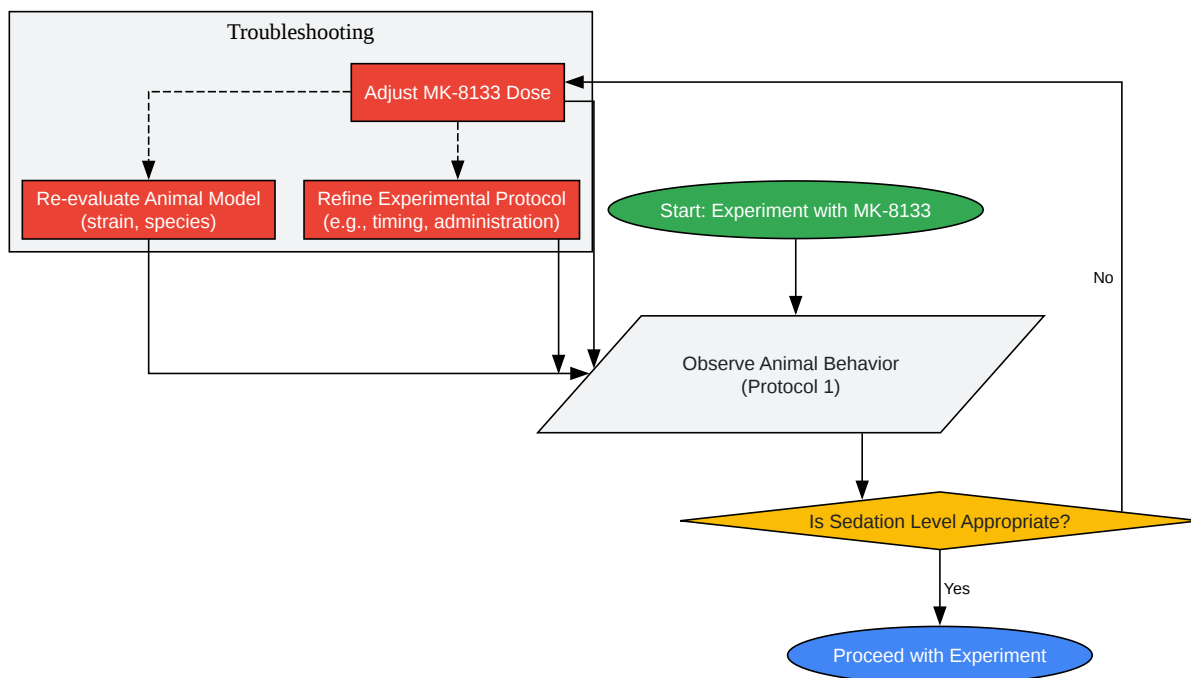 Troubleshooting
Adjust MK-8133 Dose
Re-evaluate Animal Model
(strain, species)
Refine Experimental Protocol
(e.g., timing, administration)
Start: Experiment with MK-8133
No
Observe Animal Behavior
(Protocol 1)
Is Sedation Level Appropriate?
Yes
Proceed with Experiment